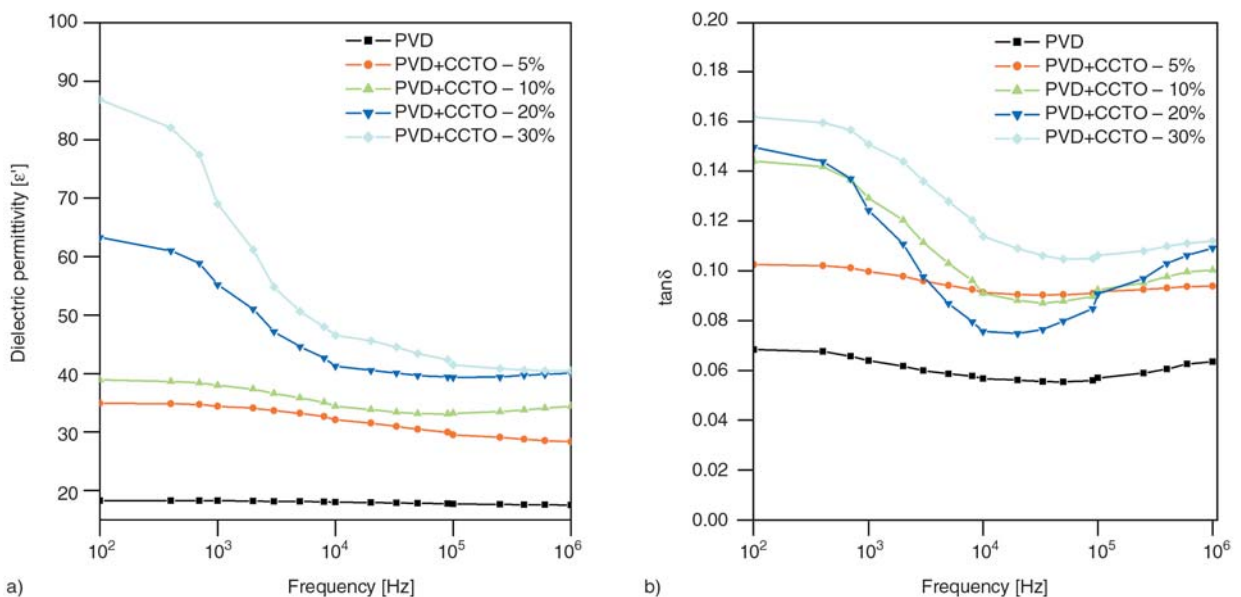 100
90
80
70
60
50
40
30
20
Dielectric permittivity [ε']
PVD
PVD+CCTO – 5%
PVD+CCTO – 10%
PVD+CCTO – 20%
PVD+CCTO – 30%
10² 10³ 10⁴ 10⁵ 10⁶
Frequency [Hz]
a)
0.20
0.18
0.16
0.14
0.12
0.10
0.08
0.06
0.04
0.02
0.00
tanδ
PVD
PVD+CCTO – 5%
PVD+CCTO – 10%
PVD+CCTO – 20%
PVD+CCTO – 30%
10² 10³ 10⁴ 10⁵ 10⁶
Frequency [Hz]
b)